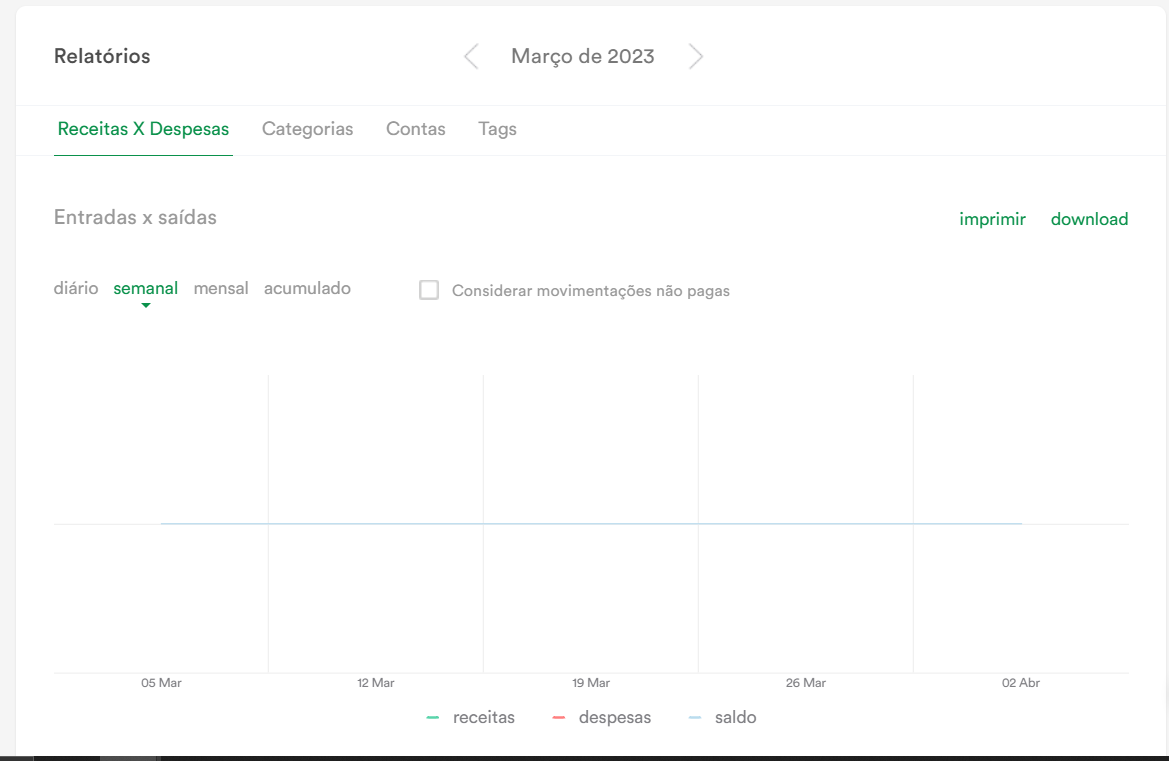 Relatórios
Março de 2023
Receitas X Despesas Categorias Contas Tags
Entradas x saídas
imprimir download
diário semanal mensal acumulado
Considerar movimentações não pagas
05 Mar 12 Mar 19 Mar 26 Mar 02 Abr
receitas despesas saldo